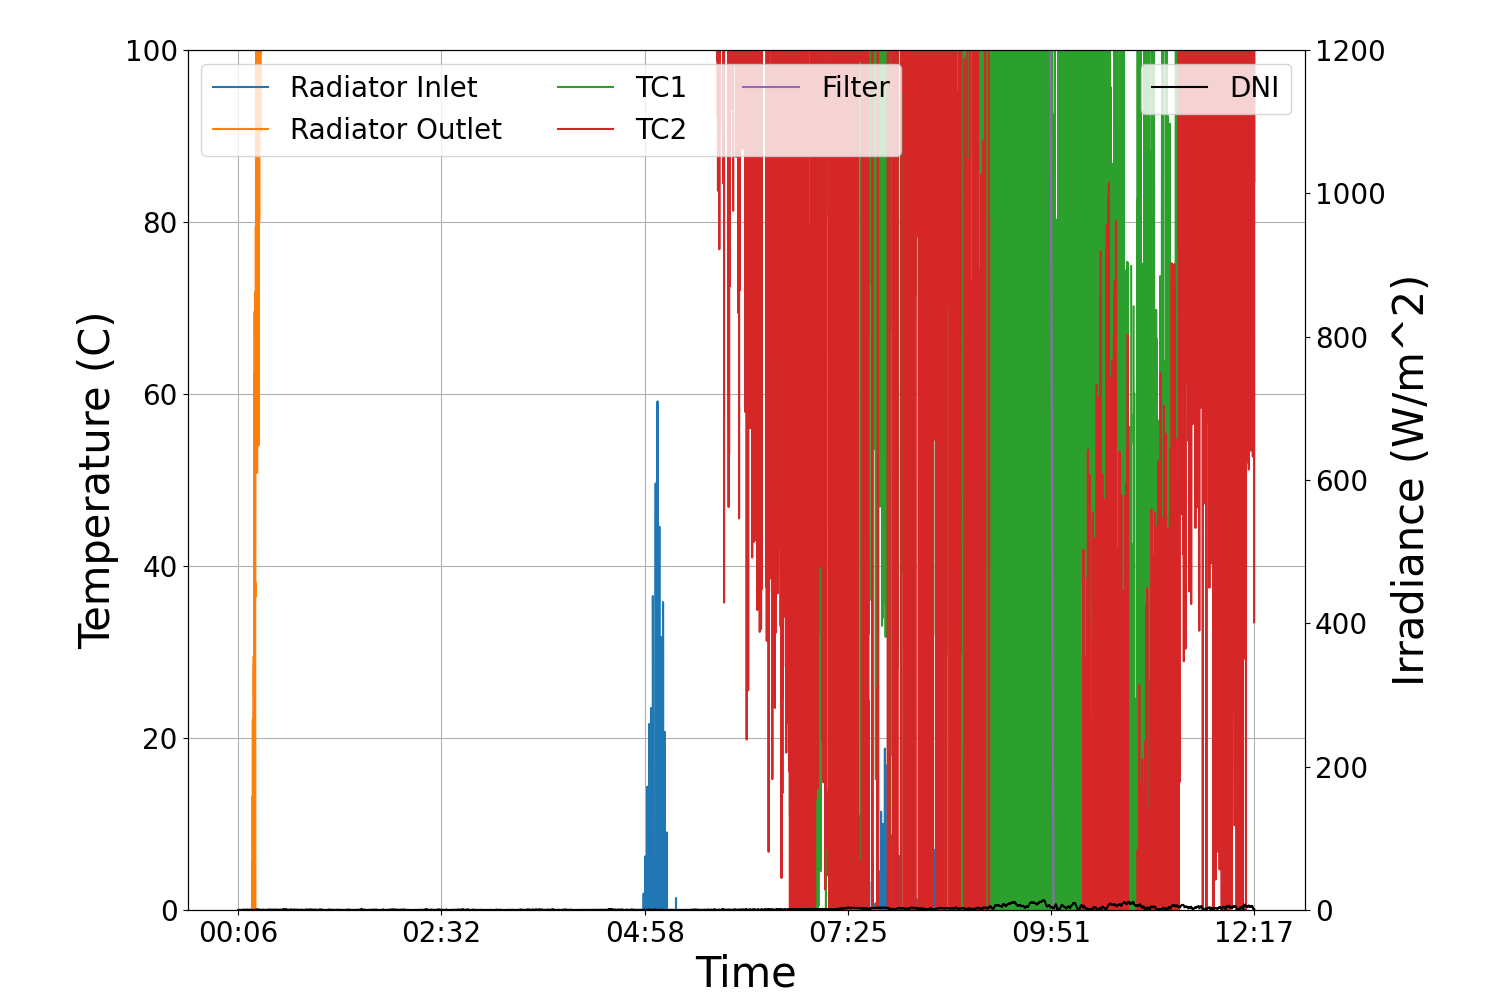 100
80
60
40
20
0
Temperature (C)
Radiator Inlet
Radiator Outlet
TC1
TC2
Filter
DNI
1200
1000
800
600
400
200
0
Irradiance (W/m^2)
00:06
02:32
04:58
07:25
09:51
12:17
Time